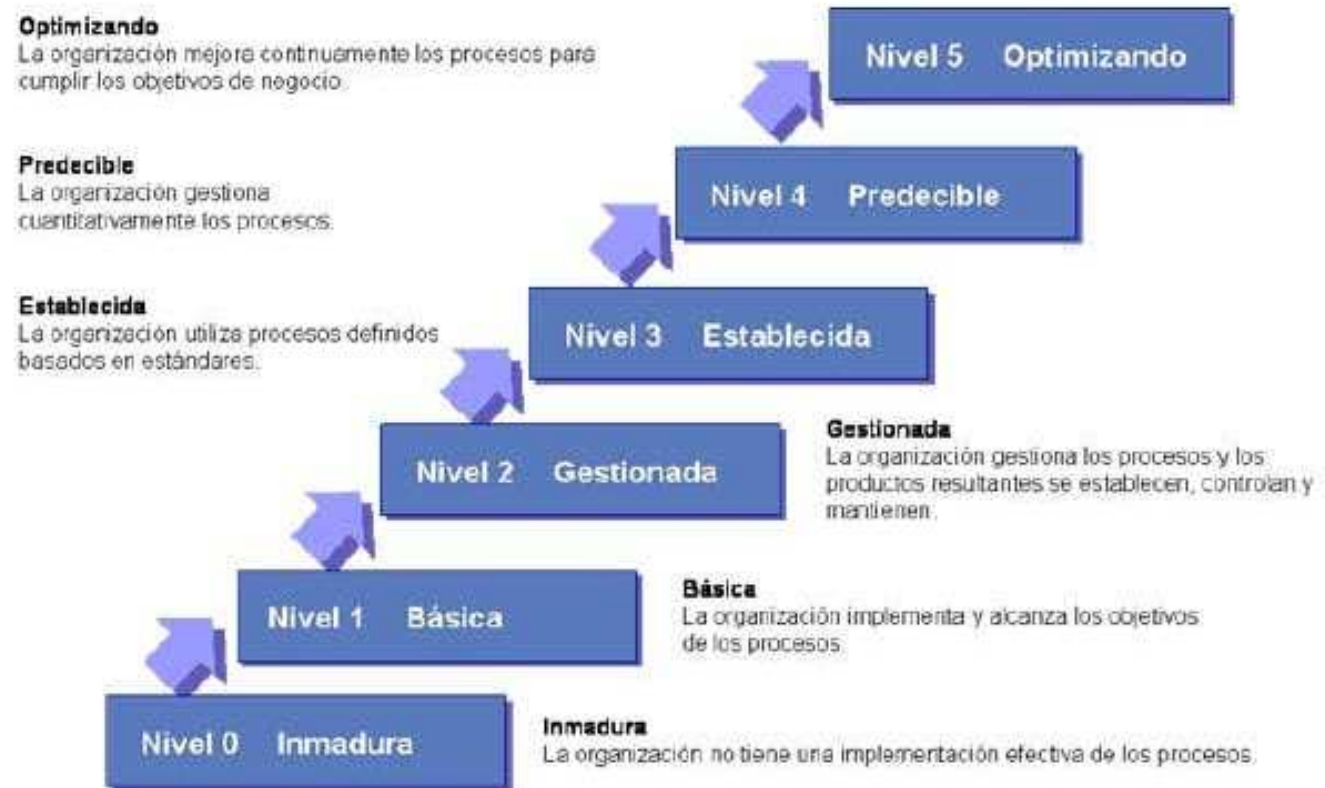 Optimizando
La organización mejora continuamente los procesos para
cumplir los objetivos de negocio.
Nivel 5 Optimizando
Predecible
La organización gestiona
cuantitativamente los procesos.
Nivel 4 Predecible
Establecida
La organización utiliza procesos definidos
basados en estándares.
Nivel 3 Establecida
Nivel 2 Gestionada
Gestionada
La organización gestiona los procesos y los
productos resultantes se establecen, controlan y
mantienen.
Nivel 1 Básica
Básica
La organización implementa y alcanza los objetivos
de los procesos.
Nivel 0 Inmadura
Inmadura
La organización no tiene una implementación efectiva de los procesos.